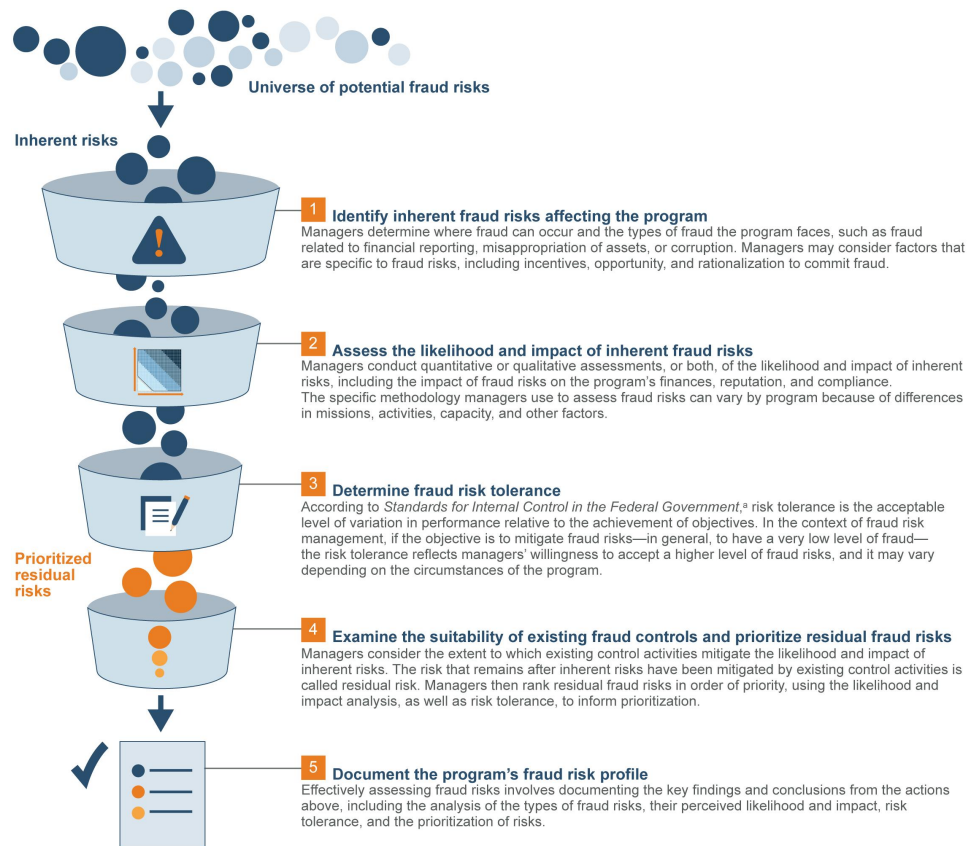 Universe of potential fraud risks
Inherent risks
1
Identify inherent fraud risks affecting the program
Managers determine where fraud can occur and the types of fraud the program faces, such as fraud
related to financial reporting, misappropriation of assets, or corruption. Managers may consider factors that
are specific to fraud risks, including incentives, opportunity, and rationalization to commit fraud.
2
Assess the likelihood and impact of inherent fraud risks
Managers conduct quantitative or qualitative assessments, or both, of the likelihood and impact of inherent
risks, including the impact of fraud risks on the program's finances, reputation, and compliance.
The specific methodology managers use to assess fraud risks can vary by program because of differences
in missions, activities, capacity, and other factors.
3
Determine fraud risk tolerance
According to Standards for Internal Control in the Federal Government,ᵃ risk tolerance is the acceptable
level of variation in performance relative to the achievement of objectives. In the context of fraud risk
management, if the objective is to mitigate fraud risks—in general, to have a very low level of fraud—
the risk tolerance reflects managers' willingness to accept a higher level of fraud risks, and it may vary
depending on the circumstances of the program.
Prioritized
residual
risks
4
Examine the suitability of existing fraud controls and prioritize residual fraud risks
Managers consider the extent to which existing control activities mitigate the likelihood and impact of
inherent risks. The risk that remains after inherent risks have been mitigated by existing control activities is
called residual risk. Managers then rank residual fraud risks in order of priority, using the likelihood and
impact analysis, as well as risk tolerance, to inform prioritization.
5
Document the program's fraud risk profile
Effectively assessing fraud risks involves documenting the key findings and conclusions from the actions
above, including the analysis of the types of fraud risks, their perceived likelihood and impact, risk
tolerance, and the prioritization of risks.